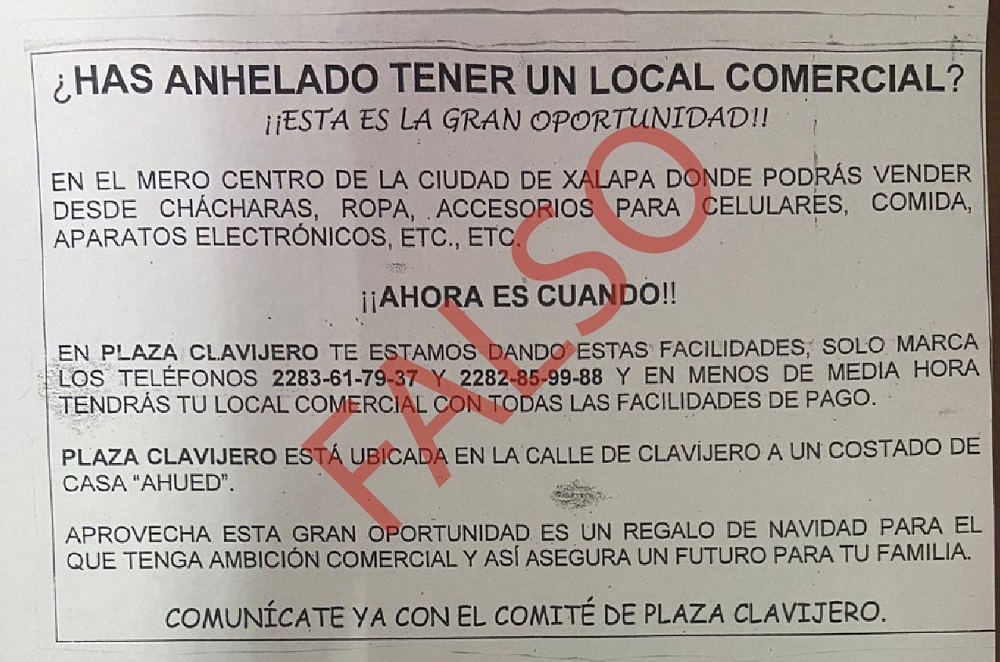 ¿HAS ANHELADO TENER UN LOCAL COMERCIAL?
¡¡ESTA ES LA GRAN OPORTUNIDAD!!
EN EL MERO CENTRO DE LA CIUDAD DE XALAPA DONDE PODRÁS VENDER
DESDE CHÁCHARAS, ROPA, ACCESORIOS PARA CELULARES, COMIDA,
APARATOS ELECTRÓNICOS, ETC., ETC.
¡¡AHORA ES CUANDO!!
EN PLAZA CLAVIJERO TE ESTAMOS DANDO ESTAS FACILIDADES, SOLO MARCA
LOS TELÉFONOS 2283-61-79-37 Y 2282-85-99-88 Y EN MENOS DE MEDIA HORA
TENDRÁS TU LOCAL COMERCIAL CON TODAS LAS FACILIDADES DE PAGO.
PLAZA CLAVIJERO ESTÁ UBICADA EN LA CALLE DE CLAVIJERO A UN COSTADO DE
CASA “AHUED”.
APROVECHA ESTA GRAN OPORTUNIDAD ES UN REGALO DE NAVIDAD PARA EL
QUE TENGA AMBICIÓN COMERCIAL Y ASÍ ASEGURA UN FUTURO PARA TU FAMILIA.
COMUNÍCATE YA CON EL COMITÉ DE PLAZA CLAVIJERO.
FALSO